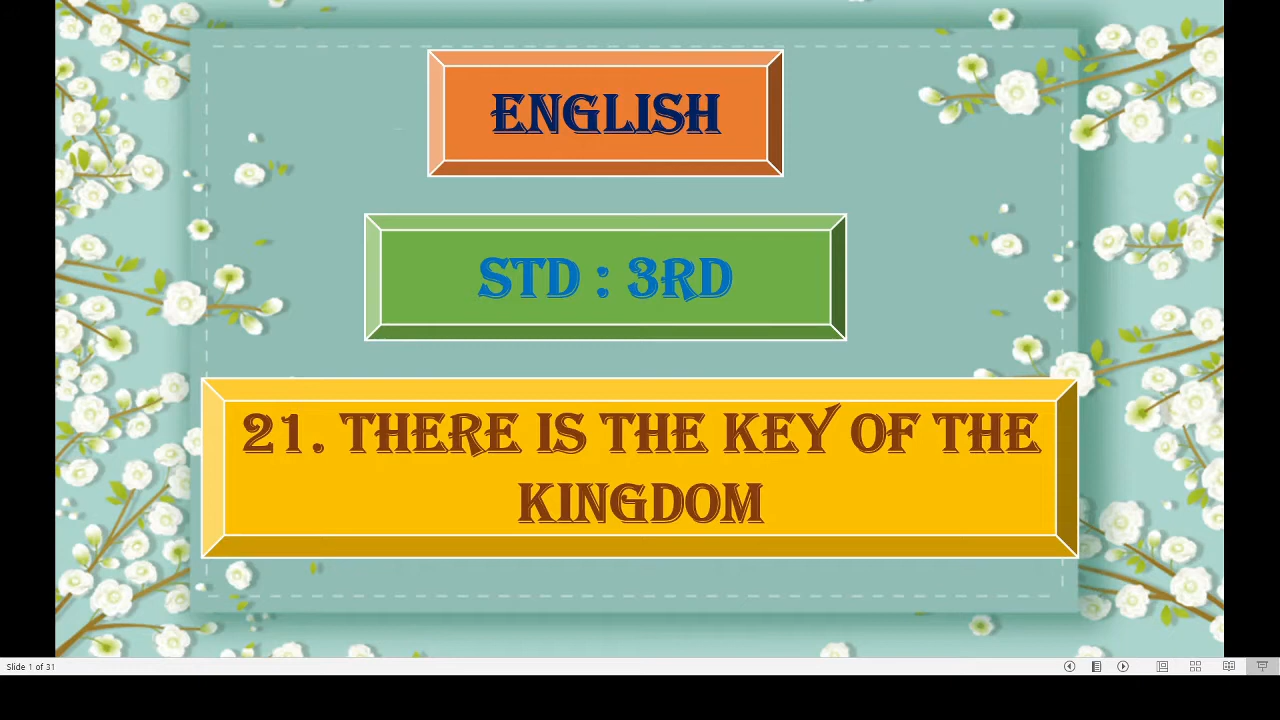 ENGLISH
STD : 3RD
21. THERE IS THE KEY OF THE
KINGDOM
Slide 1 of 31